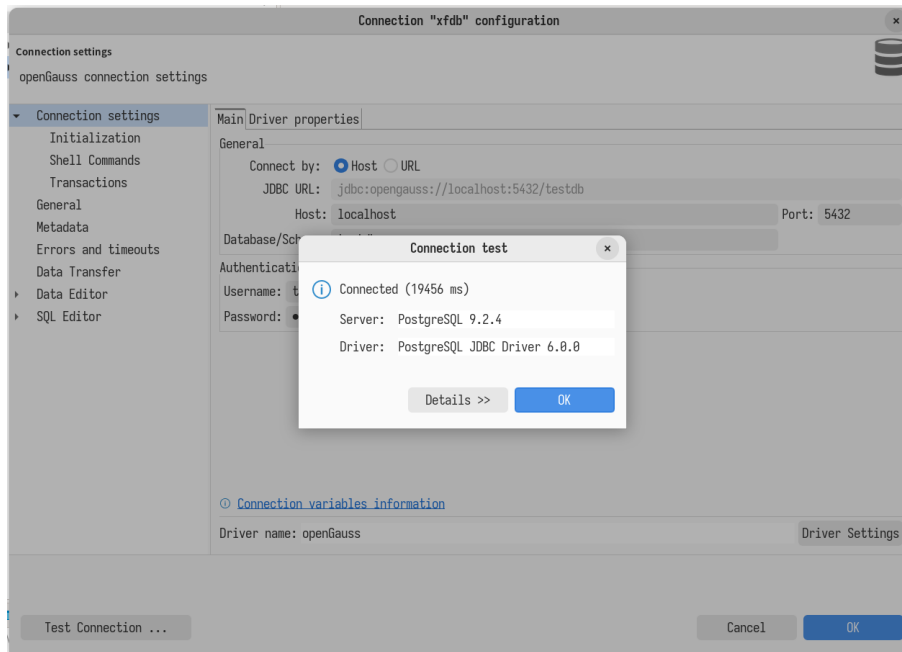 Connection "xfdb" configuration
Connection settings
openGauss connection settings
Connection settings
Initialization
Shell Commands
Transactions
General
Metadata
Errors and timeouts
Data Transfer
Data Editor
SQL Editor
Main Driver properties
General
Connect by: Host URL
JDBC URL: jdbc:opengauss://localhost:5432/testdb
Host: localhost Port: 5432
Database/Sch
Authenticati
Username: t
Password:
Connection test
Connected (19456 ms)
Server: PostgreSQL 9.2.4
Driver: PostgreSQL JDBC Driver 6.0.0
Details >> OK
Connection variables information
Driver name: openGauss Driver Settings
Test Connection ... Cancel OK